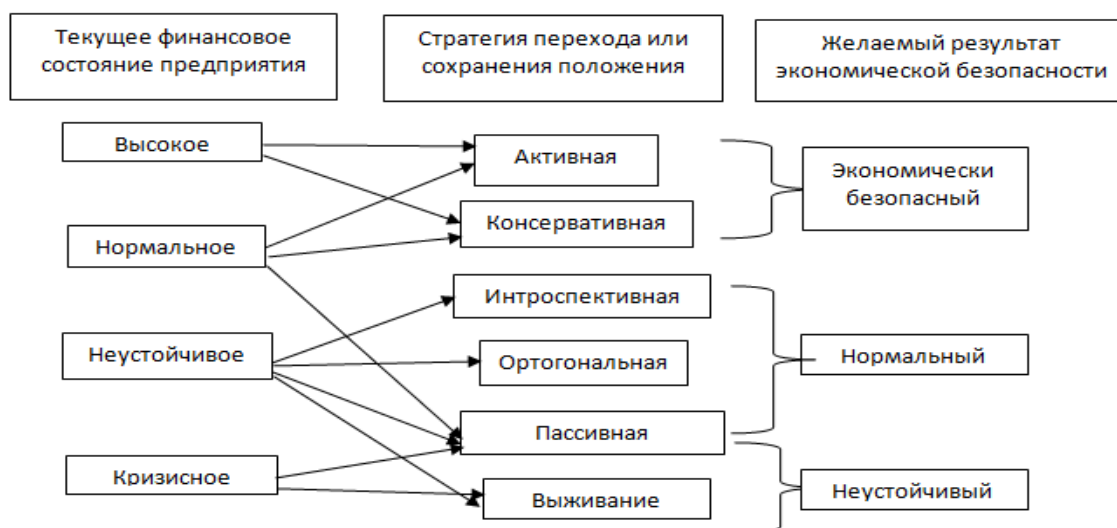 Текущее финансовое
состояние предприятия
Стратегия перехода или
сохранения положения
Желаемый результат
экономической безопасности
Высокое
Нормальное
Неустойчивое
Кризисное
Активная
Консервативная
Интроспективная
Ортогональная
Пассивная
Выживание
Экономически
безопасный
Нормальный
Неустойчивый